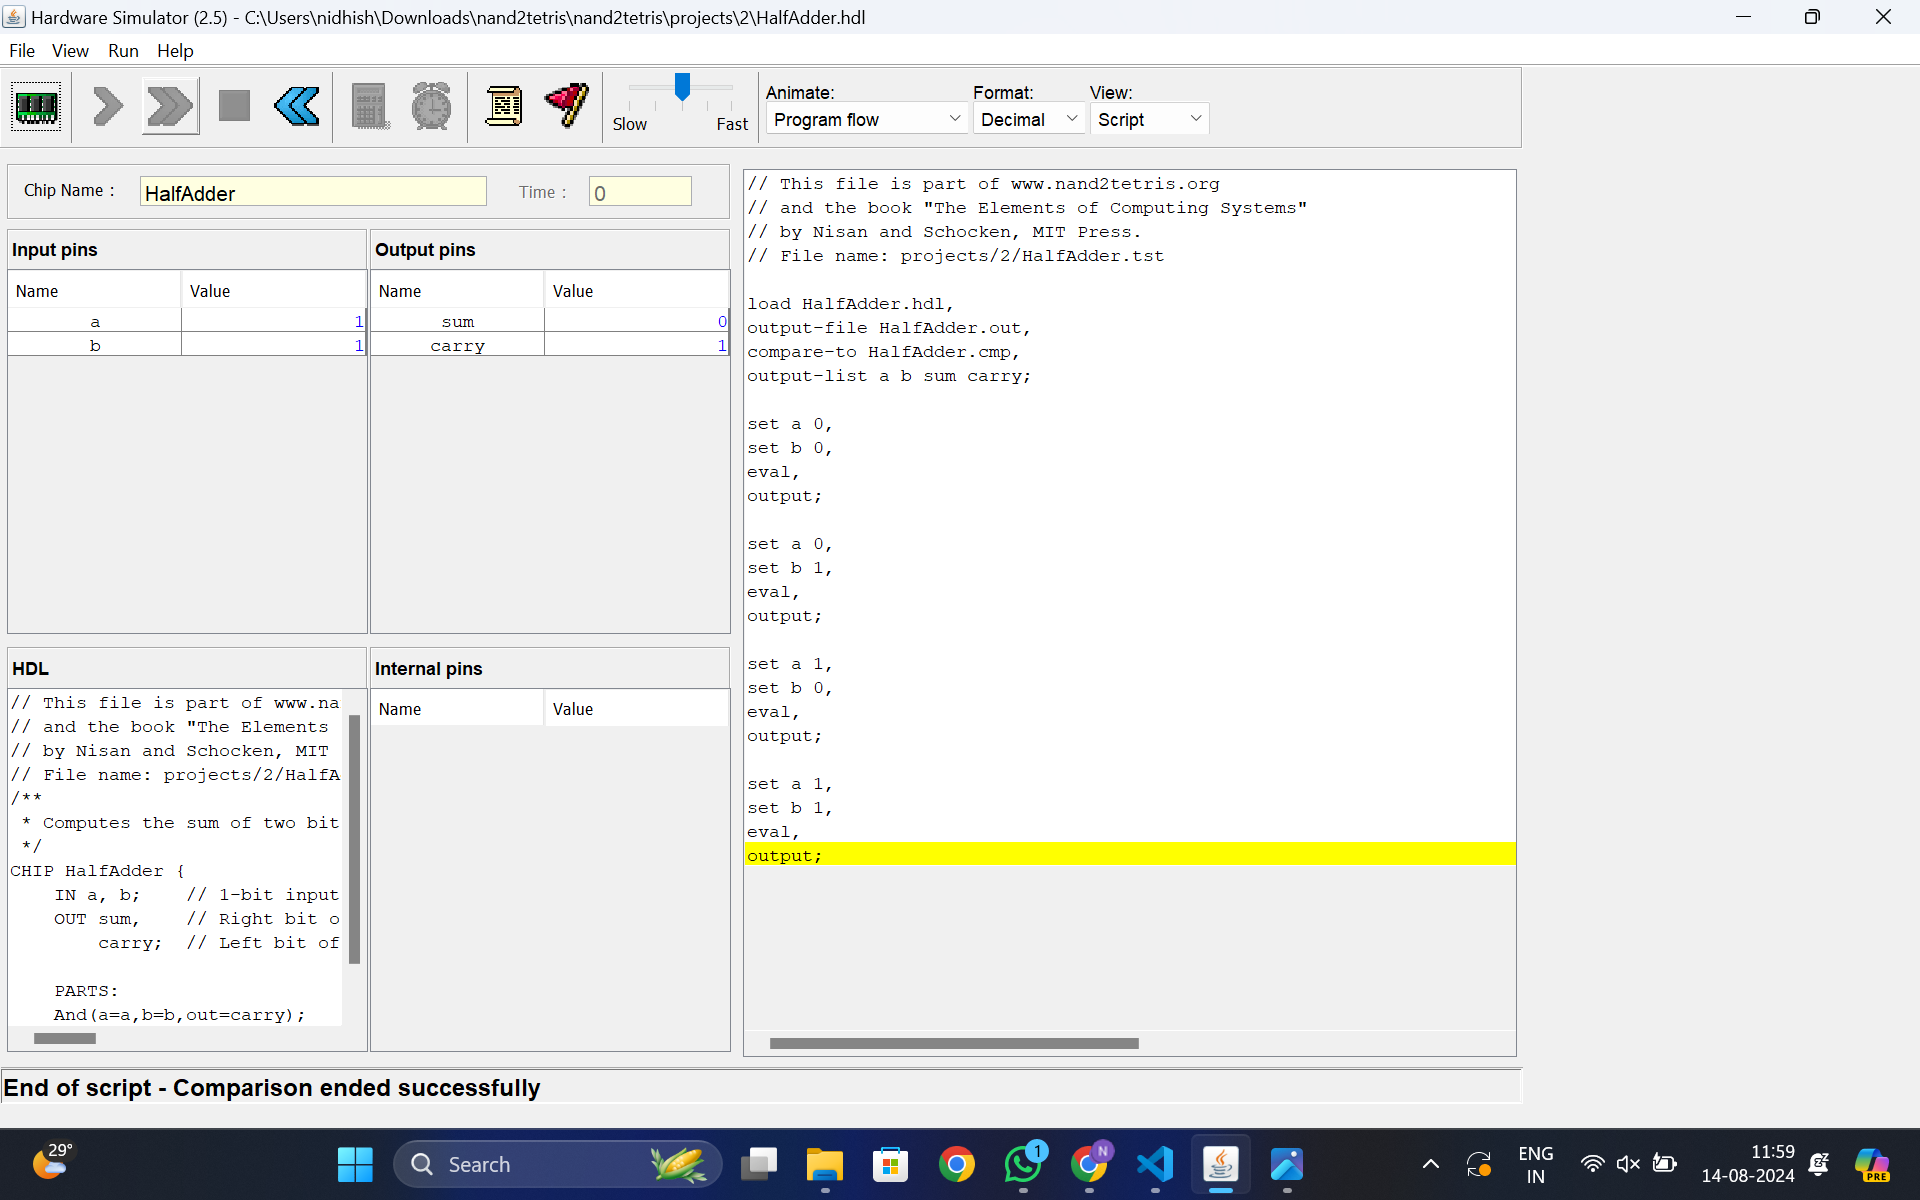 Hardware Simulator (2.5) - C:\Users\nidhish\Downloads\nand2tetris\nand2tetris\projects\2\HalfAdder.hdl
File View Run Help
Slow Fast
Animate: Format: View:
Program flow Decimal Script
Chip Name : HalfAdder Time : 0
Input pins
Name Value
a 1
b 1
Output pins
Name Value
sum 0
carry 1
HDL
// This file is part of www.na
// and the book "The Elements
// by Nisan and Schocken, MIT
// File name: projects/2/HalfA
/**
 * Computes the sum of two bit
 */
CHIP HalfAdder {
    IN a, b;    // 1-bit input
    OUT sum,    // Right bit o
        carry;  // Left bit of
    PARTS:
    And(a=a,b=b,out=carry);
Internal pins
Name Value
// This file is part of www.nand2tetris.org
// and the book "The Elements of Computing Systems"
// by Nisan and Schocken, MIT Press.
// File name: projects/2/HalfAdder.tst
load HalfAdder.hdl,
output-file HalfAdder.out,
compare-to HalfAdder.cmp,
output-list a b sum carry;
set a 0,
set b 0,
eval,
output;
set a 0,
set b 1,
eval,
output;
set a 1,
set b 0,
eval,
output;
set a 1,
set b 1,
eval,
output;
End of script - Comparison ended successfully
29°
Search
1
N
ENG
IN
11:59
14-08-2024
PRE